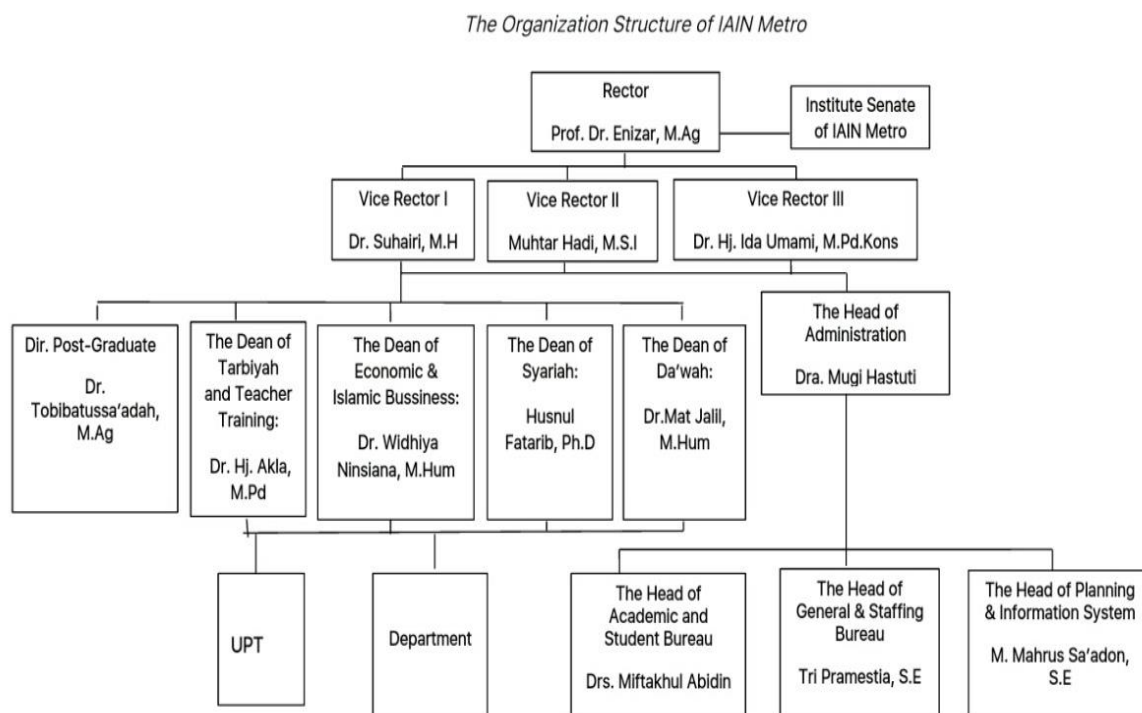 The Organization Structure of IAIN Metro
Rector
Prof. Dr. Enizar, M.Ag
Institute Senate
of IAIN Metro
Vice Rector I
Dr. Suhairi, M.H
Vice Rector II
Muhtar Hadi, M.S.I
Vice Rector III
Dr. Hj. Ida Umami, M.Pd.Kons
Dir. Post-Graduate
Dr.
Tobibatussa'adah,
M.Ag
The Dean of
Tarbiyah
and Teacher
Training:
Dr. Hj. Akla,
M.Pd
The Dean of
Economic &
Islamic Bussiness:
Dr. Widhiya
Ninsiana, M.Hum
The Dean of
Syariah:
Husnul
Fatarib, Ph.D
The Dean of
Da'wah:
Dr.Mat Jalil,
M.Hum
The Head of
Administration
Dra. Mugi Hastuti
UPT
Department
The Head of
Academic and
Student Bureau
Drs. Miftakhul Abidin
The Head of
General & Staffing
Bureau
Tri Pramestia, S.E
The Head of Planning
& Information System
M. Mahrus Sa'adon,
S.E